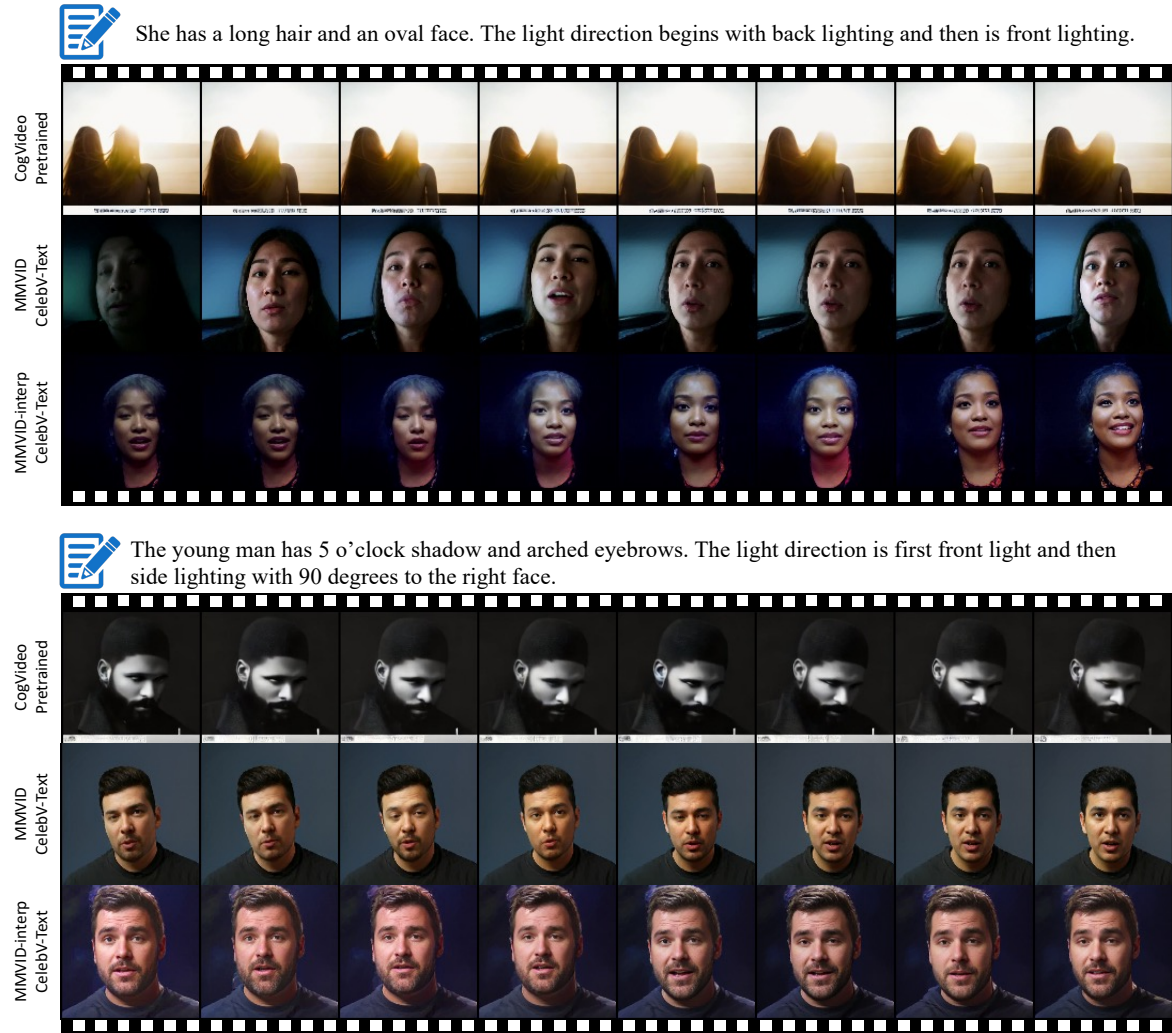 She has a long hair and an oval face. The light direction begins with back lighting and then is front lighting.
CogVideo
Pretrained
MMVID
CelebV-Text
MMVID-interp
CelebV-Text
The young man has 5 o’clock shadow and arched eyebrows. The light direction is first front light and then
side lighting with 90 degrees to the right face.
CogVideo
Pretrained
MMVID
CelebV-Text
MMVID-interp
CelebV-Text